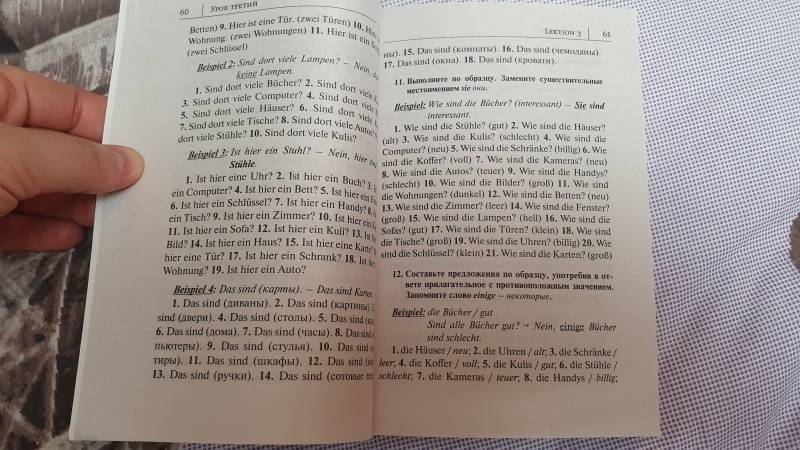 60 Урок третий
Betten) 9. Hier ist eine Tür. (zwei Türen) 10.
Wohnung. (zwei Wohnungen) 11. Hier ist ein
(zwei Schlüssel)
Beispiel 2: Sind dort viele Lampen? – Nein,
keine Lampen.
1. Sind dort viele Bücher? 2. Sind dort viele
3. Sind dort viele Computer? 4. Sind dort viele
5. Sind dort viele Häuser? 6. Sind dort viele
7. Sind dort viele Tische? 8. Sind dort viele Autos?
dort viele Stühle? 10. Sind dort viele Kulis?
Beispiel 3: Ist hier ein Stuhl? – Nein, hier
Stühle.
1. Ist hier eine Uhr? 2. Ist hier ein Buch?
ein Computer? 4. Ist hier ein Bett? 5. Ist hier ein
6. Ist hier ein Schlüssel? 7. Ist hier ein Handy?
ein Tisch? 9. Ist hier ein Zimmer? 10. Ist hier ein
11. Ist hier ein Sofa? 12. Ist hier ein Kuli? 13. Ist
Bild? 14. Ist hier ein Haus? 15. Ist hier eine
hier eine Tür? 17. Ist hier ein Schrank? 18. Ist
Wohnung? 19. Ist hier ein Auto?
Beispiel 4: Das sind (карты). – Das sind Karten.
1. Das sind (диваны). 2. Das sind (картины).
sind (двери). 4. Das sind (столы). 5. Das sind
6. Das sind (дома). 7. Das sind (часы). 8. Das sind
пьютеры). 9. Das sind (стулья). 10. Das sind
тиры). 11. Das sind (шкафы). 12. Das sind
13. Das sind (ручки). 14. Das sind (сотовые
Lektion 3 61
ны). 15. Das sind (комнаты). 16. Das sind (чемоданы).
17. Das sind (окна). 18. Das sind (кровати).
11. Выполните по образцу. Замените существительные
местоимением sie они.
Beispiel: Wie sind die Bücher? (interessant) – Sie sind
interessant.
1. Wie sind die Stühle? (gut) 2. Wie sind die Häuser?
(alt) 3. Wie sind die Kulis? (schlecht) 4. Wie sind die
Computer? (neu) 5. Wie sind die Schränke? (billig) 6. Wie
sind die Koffer? (voll) 7. Wie sind die Kameras? (neu)
8. Wie sind die Autos? (teuer) 9. Wie sind die Handys?
(schlecht) 10. Wie sind die Bilder? (groß) 11. Wie sind
die Wohnungen? (dunkel) 12. Wie sind die Betten? (neu)
13. Wie sind die Zimmer? (leer) 14. Wie sind die Fenster?
(groß) 15. Wie sind die Lampen? (hell) 16. Wie sind die
Sofas? (gut) 17. Wie sind die Türen? (klein) 18. Wie sind
die Tische? (groß) 19. Wie sind die Uhren? (billig) 20. Wie
sind die Schlüssel? (klein) 21. Wie sind die Karten? (groß)
12. Составьте предложения по образцу, употребив в от-
вете прилагательное с противоположным значением.
Запомните слово einige – некоторые.
Beispiel: die Bücher / gut
Sind alle Bücher gut? → Nein, einige Bücher
sind schlecht.
1. die Häuser / neu; 2. die Uhren / alt; 3. die Schränke /
leer; 4. die Koffer / voll; 5. die Kulis / gut; 6. die Stühle /
schlecht; 7. die Kameras / teuer; 8. die Handys / billig;